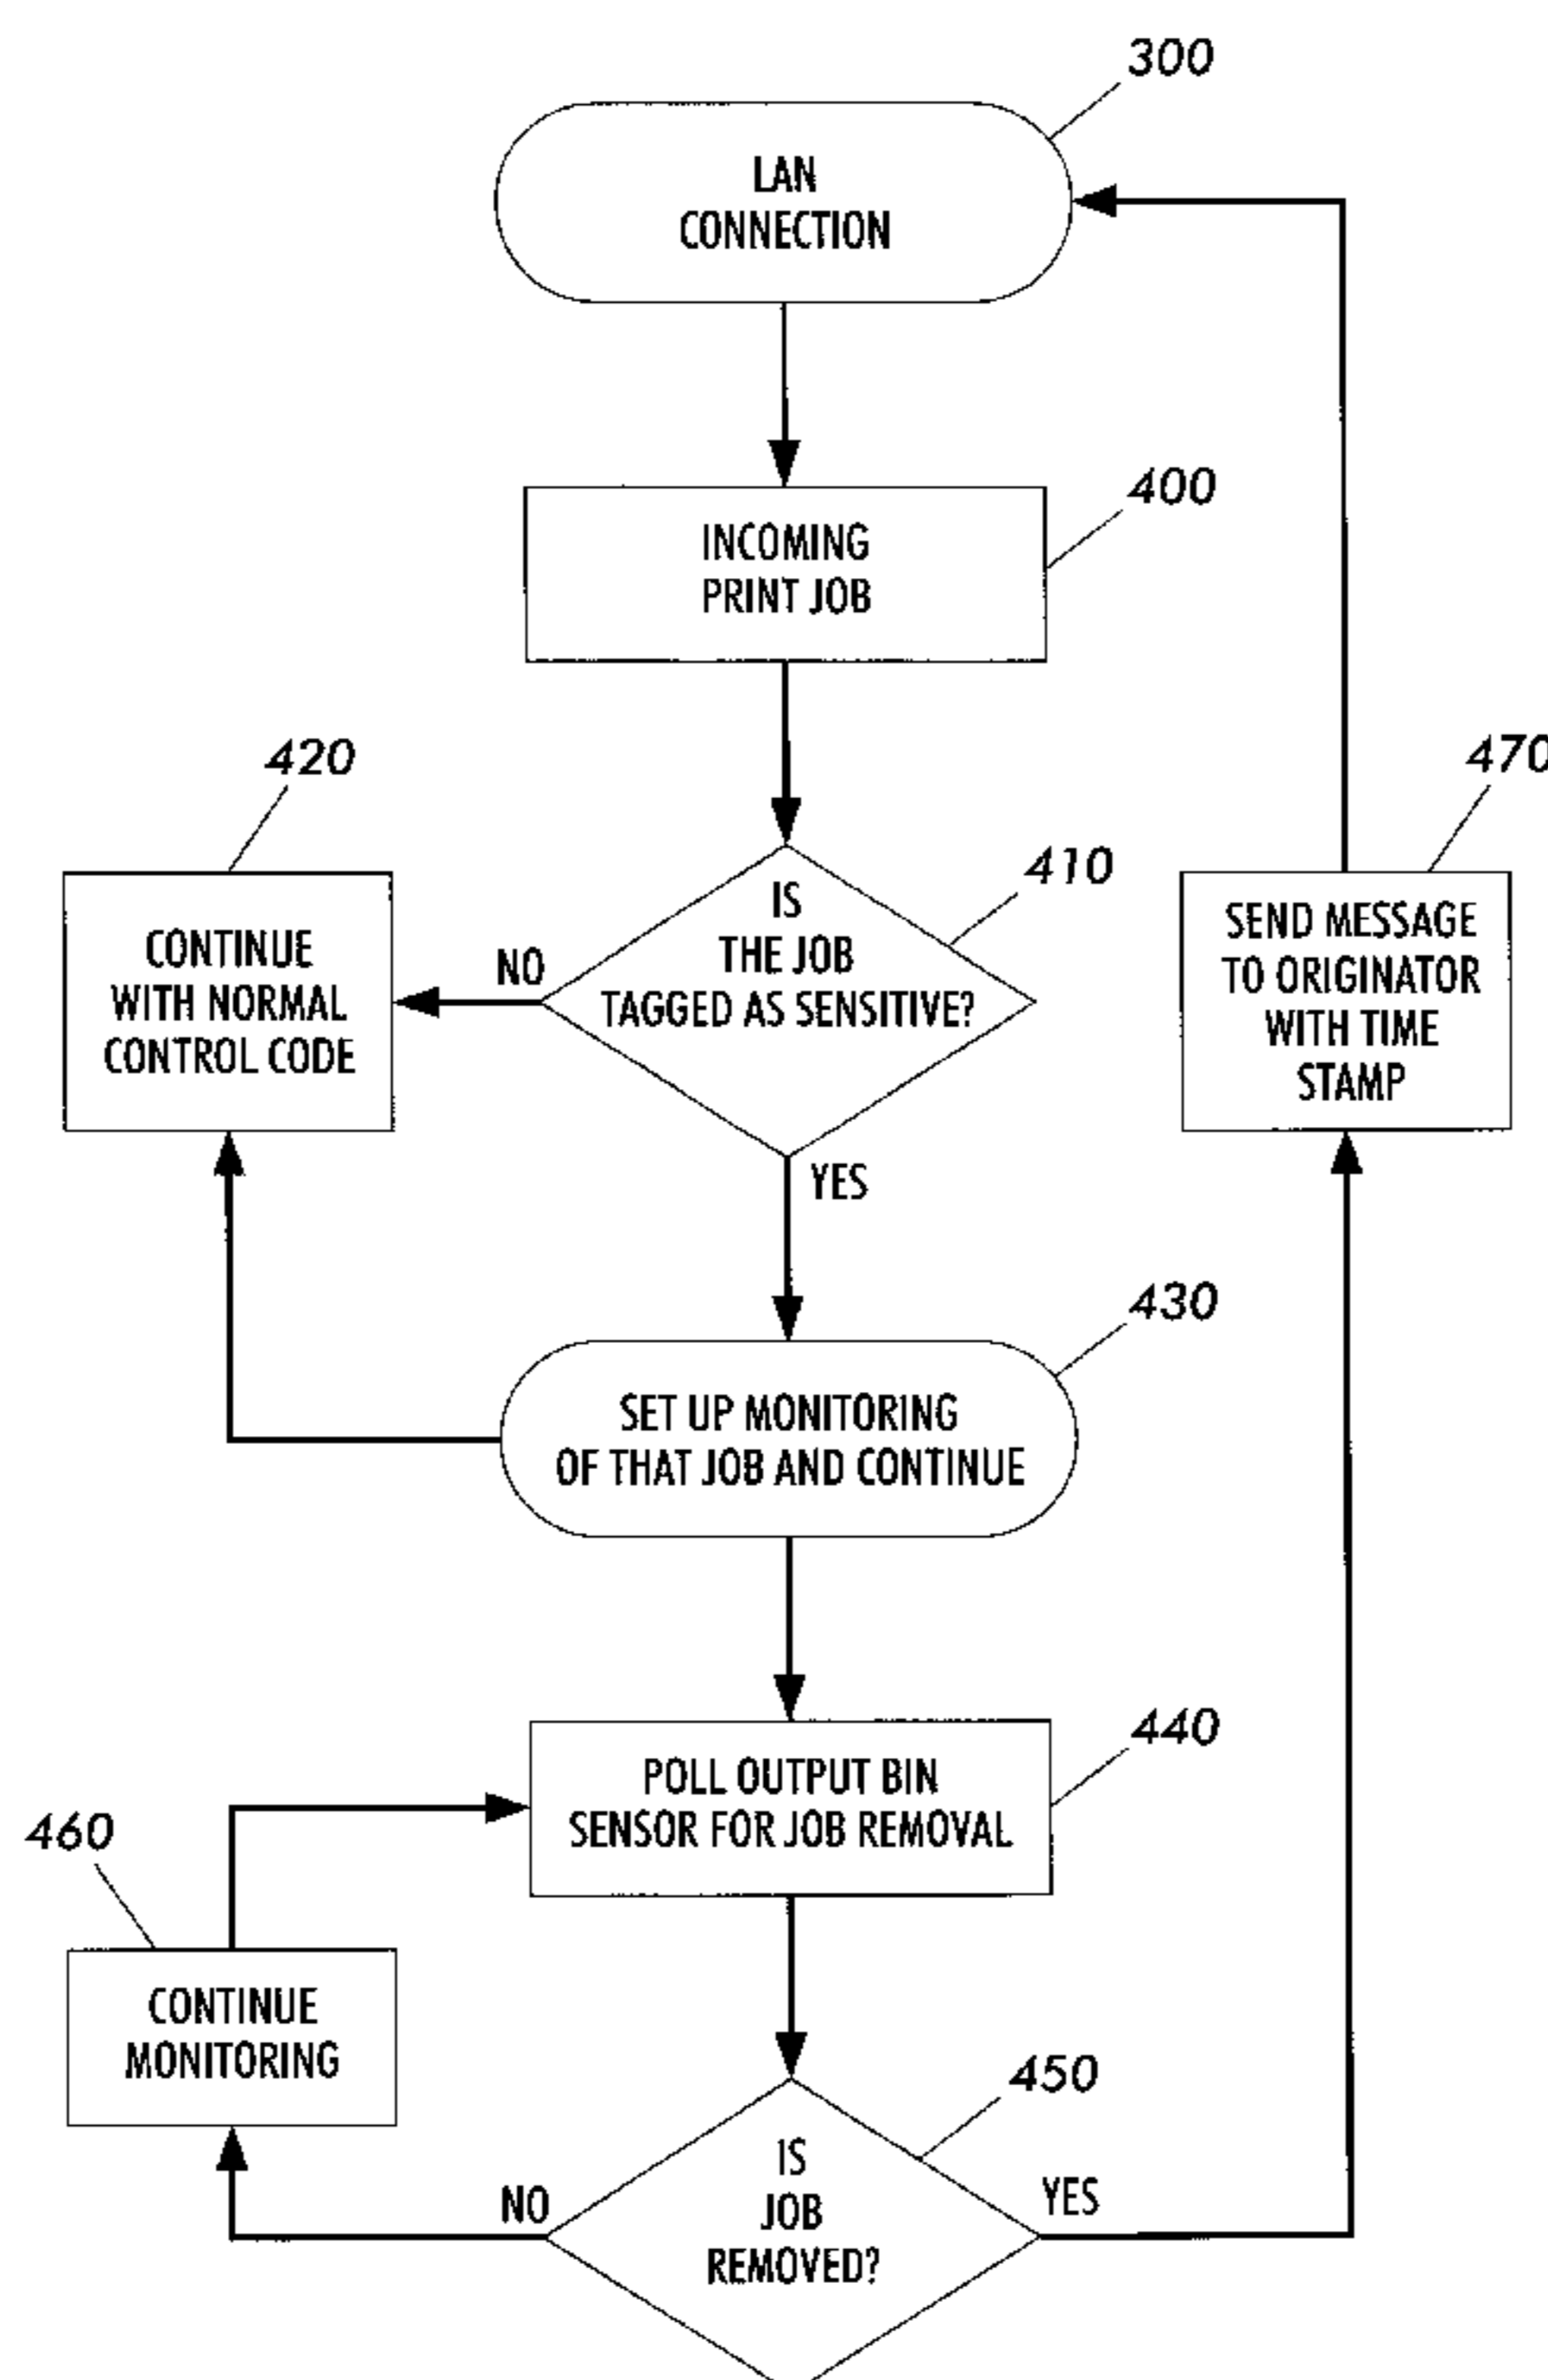 300
LAN
CONNECTION
400
INCOMING
PRINT JOB
420
410
470
CONTINUE
WITH NORMAL
CONTROL CODE
NO
IS
THE JOB
TAGGED AS SENSITIVE?
SEND MESSAGE
TO ORIGINATOR
WITH TIME
STAMP
YES
430
SET UP MONITORING
OF THAT JOB AND CONTINUE
440
POLL OUTPUT BIN
SENSOR FOR JOB REMOVAL
460
CONTINUE
MONITORING
450
NO
IS
JOB
REMOVED?
YES